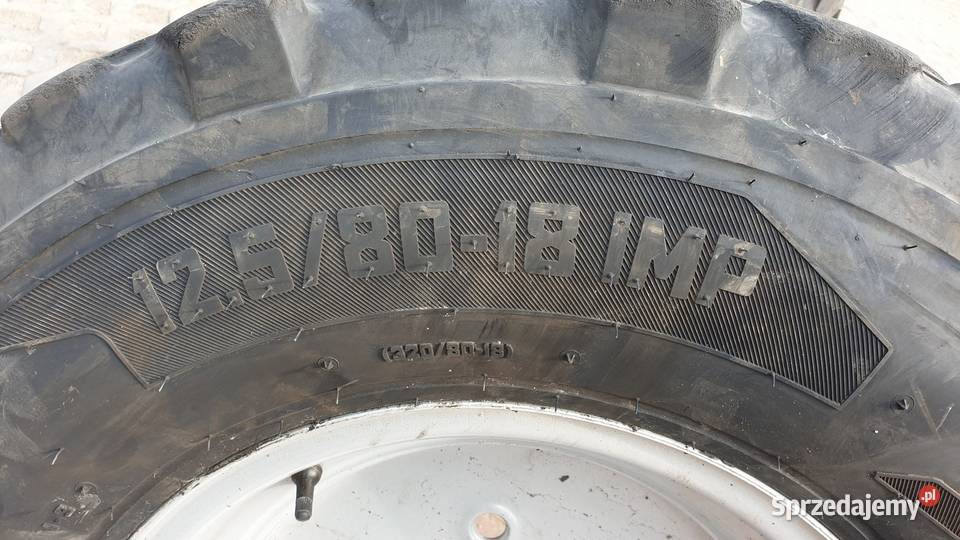 12.5/80-18 IMP
(320/80-18)
Sprzedajemy.pl